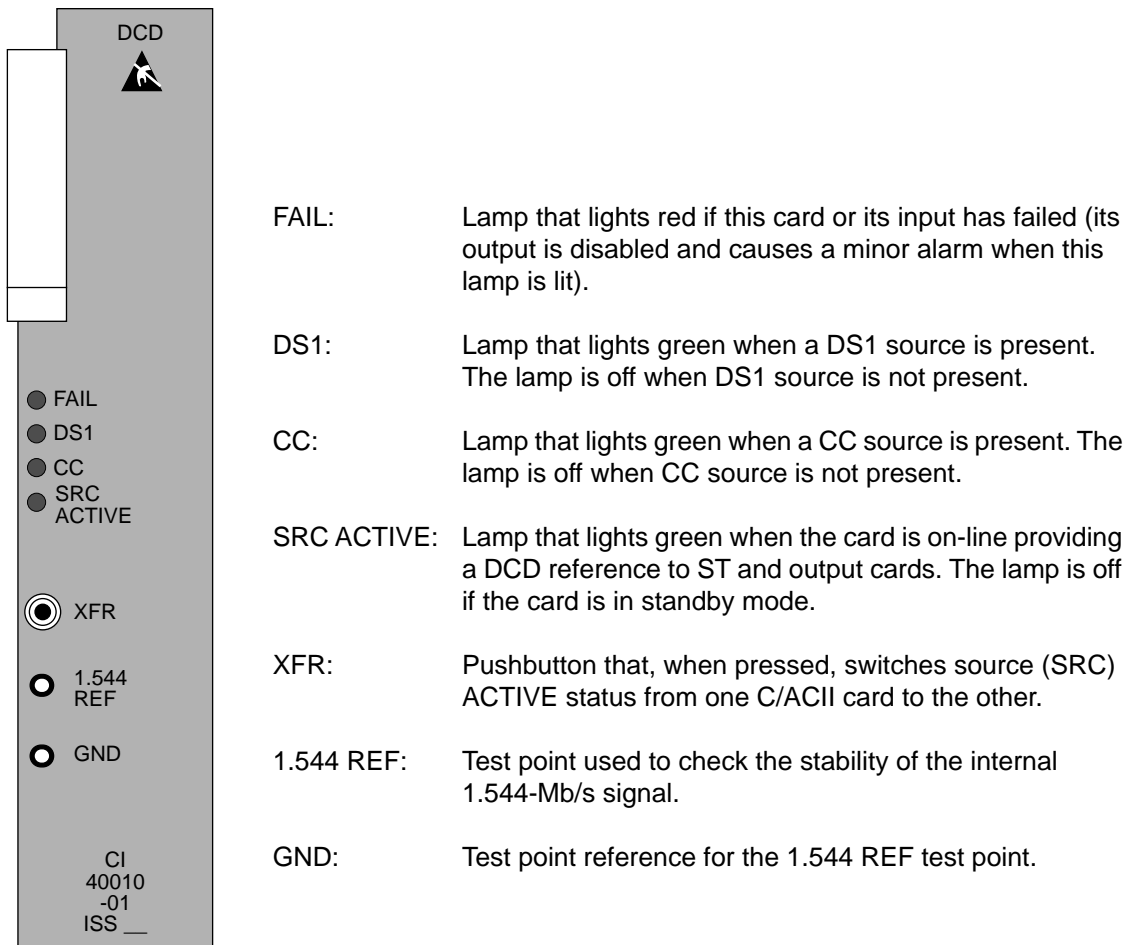 DCD
FAIL
DS1
CC
SRC
ACTIVE
XFR
1.544
REF
GND
CI
40010
-01
ISS __
FAIL: Lamp that lights red if this card or its input has failed (its
output is disabled and causes a minor alarm when this
lamp is lit).
DS1: Lamp that lights green when a DS1 source is present.
The lamp is off when DS1 source is not present.
CC: Lamp that lights green when a CC source is present. The
lamp is off when CC source is not present.
SRC ACTIVE: Lamp that lights green when the card is on-line providing
a DCD reference to ST and output cards. The lamp is off
if the card is in standby mode.
XFR: Pushbutton that, when pressed, switches source (SRC)
ACTIVE status from one C/ACII card to the other.
1.544 REF: Test point used to check the stability of the internal
1.544-Mb/s signal.
GND: Test point reference for the 1.544 REF test point.